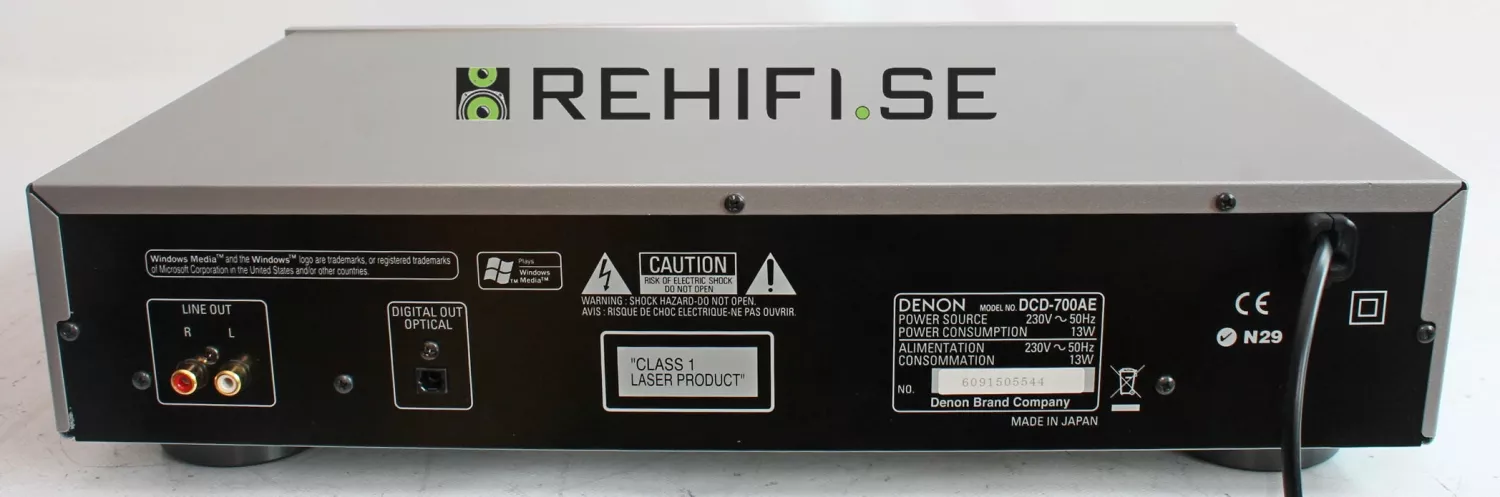 REHIFI.SE
Windows Media™ and the Windows™ logo are trademarks, or registered trademarks
of Microsoft Corporation in the United States and/or other countries.
Plays
Windows
Media™
TM
CAUTION
RISK OF ELECTRIC SHOCK
DO NOT OPEN
WARNING : SHOCK HAZARD-DO NOT OPEN.
AVIS : RISQUE DE CHOC ELECTRIQUE-NE PAS OUVRIR.
LINE OUT
R L
DIGITAL OUT
OPTICAL
"CLASS 1
LASER PRODUCT"
DENON MODEL NO. DCD-700AE
POWER SOURCE 230V ~ 50Hz
POWER CONSUMPTION 13W
ALIMENTATION 230V ~ 50Hz
CONSOMMATION 13W
NO. 6091505544
Denon Brand Company
MADE IN JAPAN
CE
N29